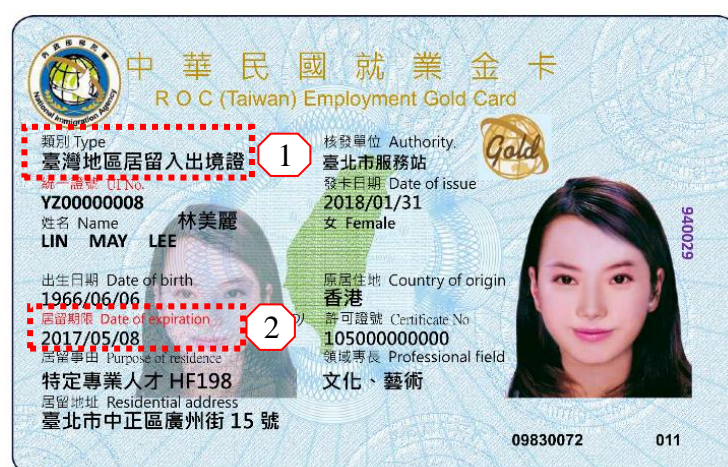 中華民國就業金卡
R O C (Taiwan) Employment Gold Card
內政部移民署
National Immigration Agency
類別 Type
臺灣地區居留入出境證
1
統一證號 UI No.
YZ00000008
姓名 Name 林美麗
LIN MAY LEE
出生日期 Date of birth
1966/06/06
居留期限 Date of expiration
2017/05/08
2
居留事由 Purpose of residence
特定專業人才 HF198
居留地址 Residential address
臺北市中正區廣州街 15 號
核發單位 Authority.
臺北市服務站
Gold
發卡日期 Date of issue
2018/01/31
女 Female
原居住地 Country of origin
香港
許可證號 Certificate No
105000000000
領域專長 Professional field
文化、藝術
940029
09830072 011